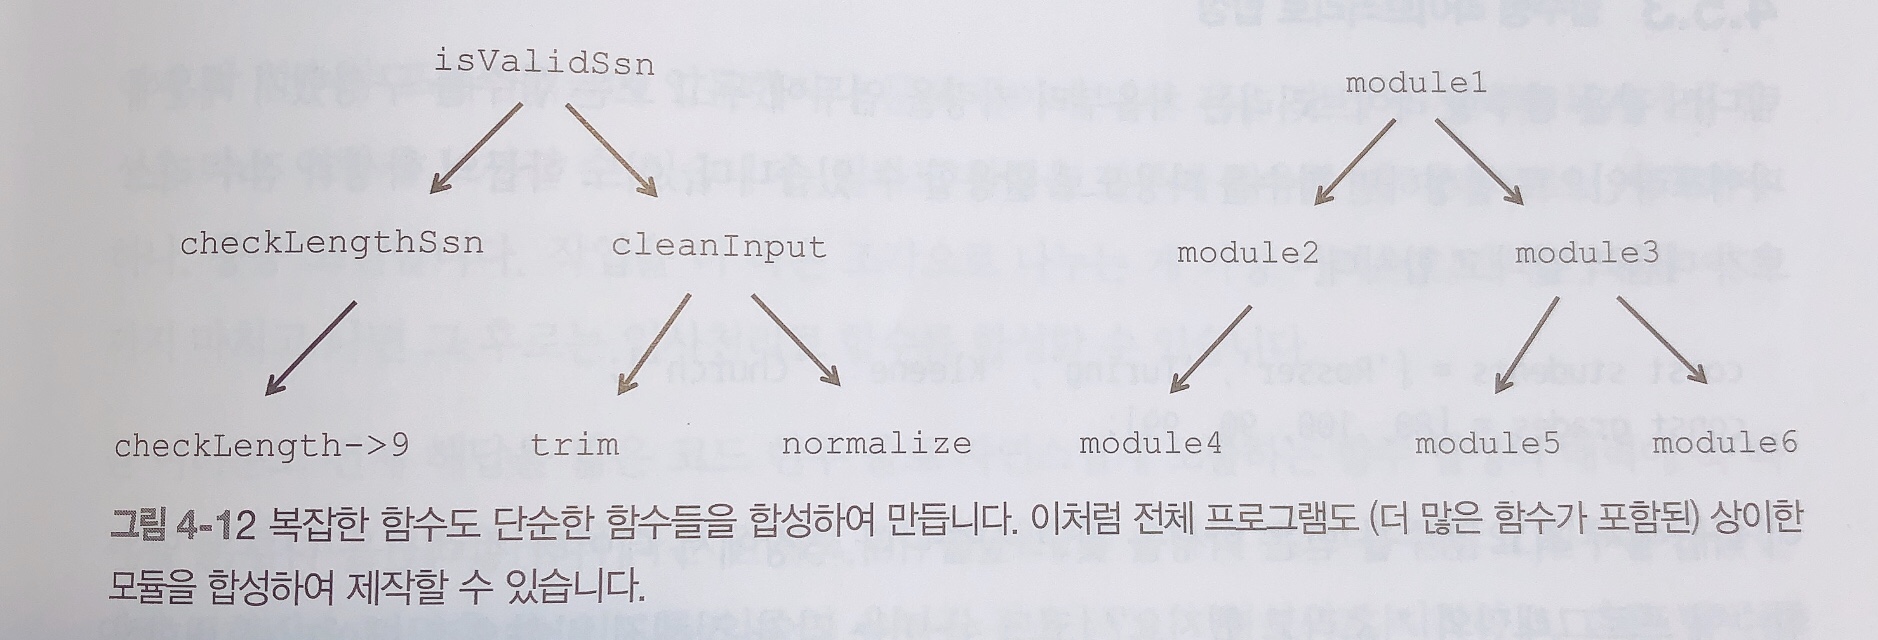 isValidSsn
module1
checkLengthSsn cleanInput
module2 module3
checkLength->9 trim normalize module4 module5 module6
그림 4-12 복잡한 함수도 단순한 함수들을 합성하여 만듭니다. 이처럼 전체 프로그램도 (더 많은 함수가 포함된) 상이한
모듈을 합성하여 제작할 수 있습니다.